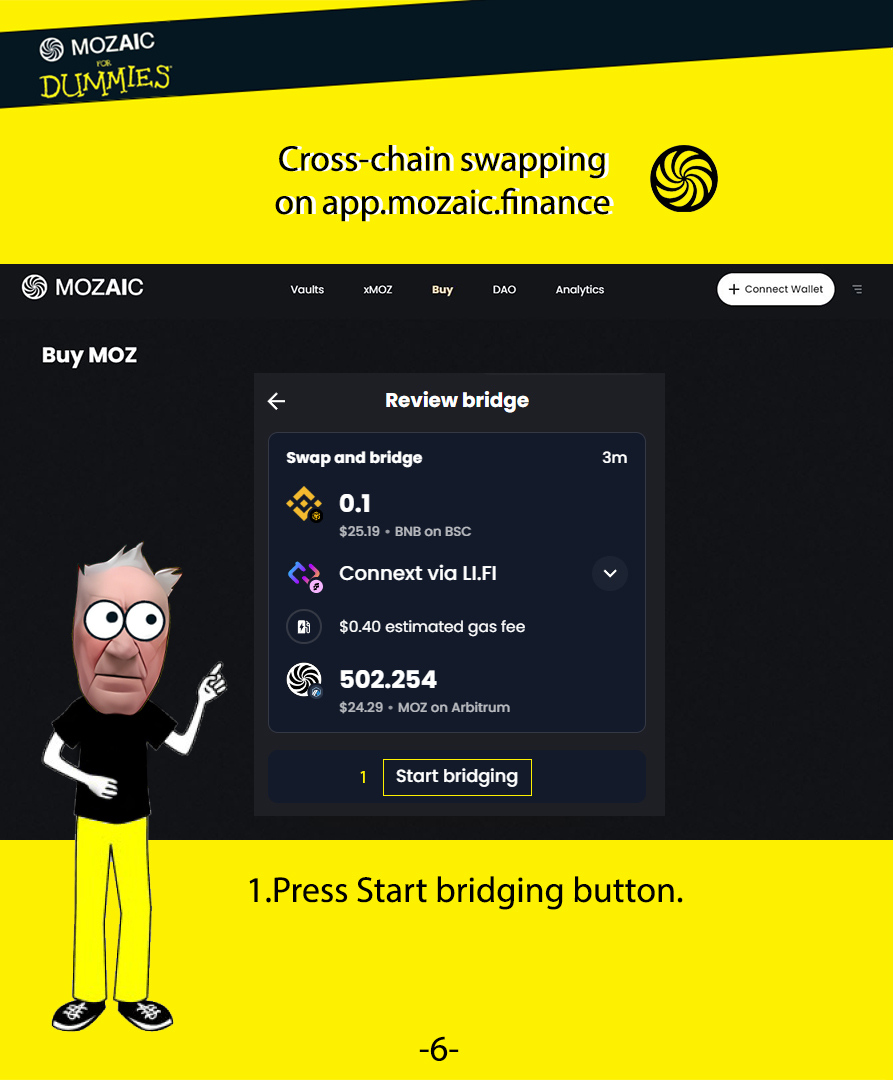 MOZAIC
FOR
DUMMIES
Cross-chain swapping
on app.mozaic.finance
MOZAIC
Vaults xMOZ Buy DAO Analytics + Connect Wallet
Buy MOZ
Review bridge
Swap and bridge 3m
0.1
$25.19 • BNB on BSC
Connext via LI.FI
$0.40 estimated gas fee
502.254
$24.29 • MOZ on Arbitrum
1 Start bridging
1.Press Start bridging button.
-6-